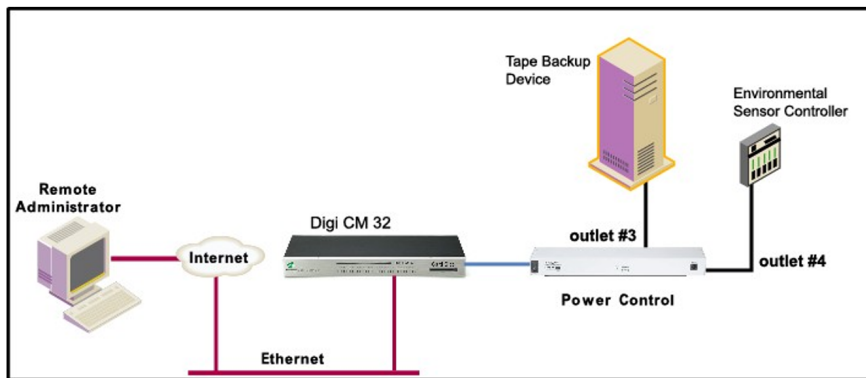 Tape Backup
Device
Environmental
Sensor Controller
Remote
Administrator
Digi CM 32
Internet
outlet #3
outlet #4
Power Control
Ethernet